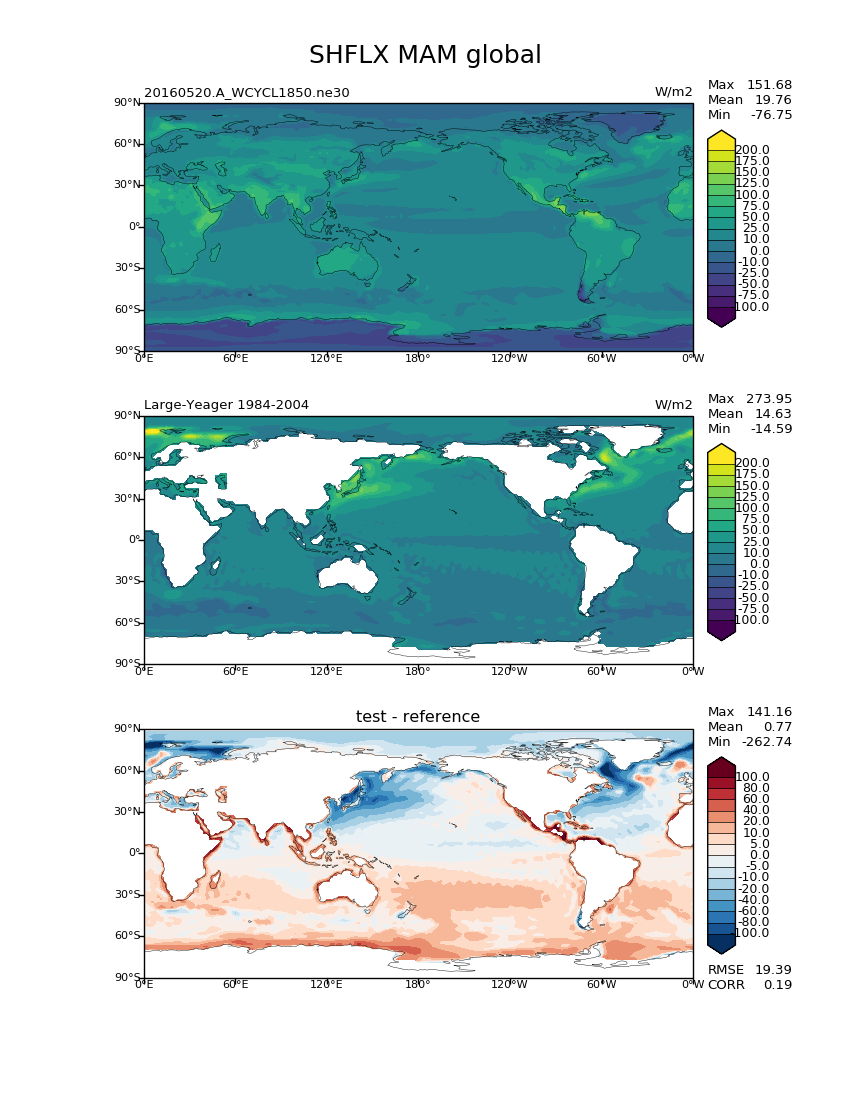 SHFLX MAM global
20160520.A_WCYCL1850.ne30 W/m2
Max 151.68
Mean 19.76
Min -76.75
90°N
60°N
30°N
0°
30°S
60°S
90°S
0°E 60°E 120°E 180° 120°W 60°W 0°W
200.0
175.0
150.0
125.0
100.0
75.0
50.0
25.0
10.0
0.0
-10.0
-25.0
-50.0
-75.0
100.0
Large-Yeager 1984-2004 W/m2
Max 273.95
Mean 14.63
Min -14.59
90°N
60°N
30°N
0°
30°S
60°S
90°S
0°E 60°E 120°E 180° 120°W 60°W 0°W
200.0
175.0
150.0
125.0
100.0
75.0
50.0
25.0
10.0
0.0
-10.0
-25.0
-50.0
-75.0
100.0
test - reference
Max 141.16
Mean 0.77
Min -262.74
90°N
60°N
30°N
0°
30°S
60°S
90°S
0°E 60°E 120°E 180° 120°W 60°W 0°W
100.0
80.0
60.0
40.0
20.0
10.0
5.0
0.0
-5.0
-10.0
-20.0
-40.0
-60.0
-80.0
-100.0
RMSE 19.39
CORR 0.19